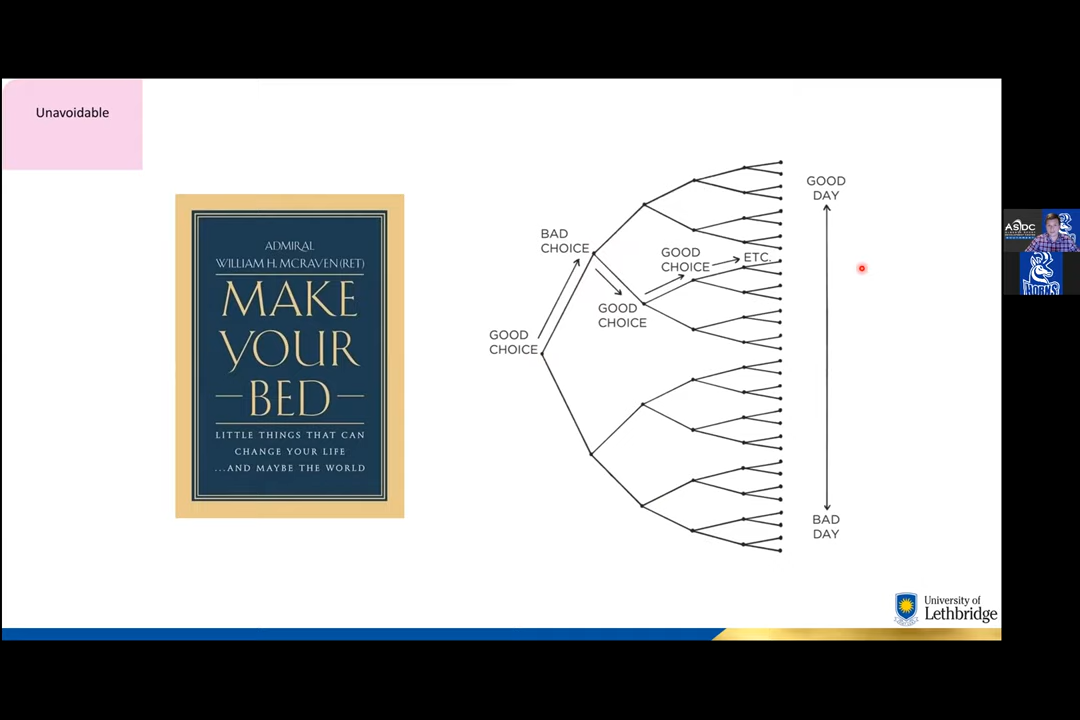 Unavoidable
ADMIRAL
WILLIAM H. MCRAVEN (RET)
MAKE
YOUR
BED
LITTLE THINGS THAT CAN
CHANGE YOUR LIFE
...AND MAYBE THE WORLD
GOOD
CHOICE
BAD
CHOICE
GOOD
CHOICE
GOOD
CHOICE
ETC.
GOOD
DAY
BAD
DAY
University of
Lethbridge
HORNS